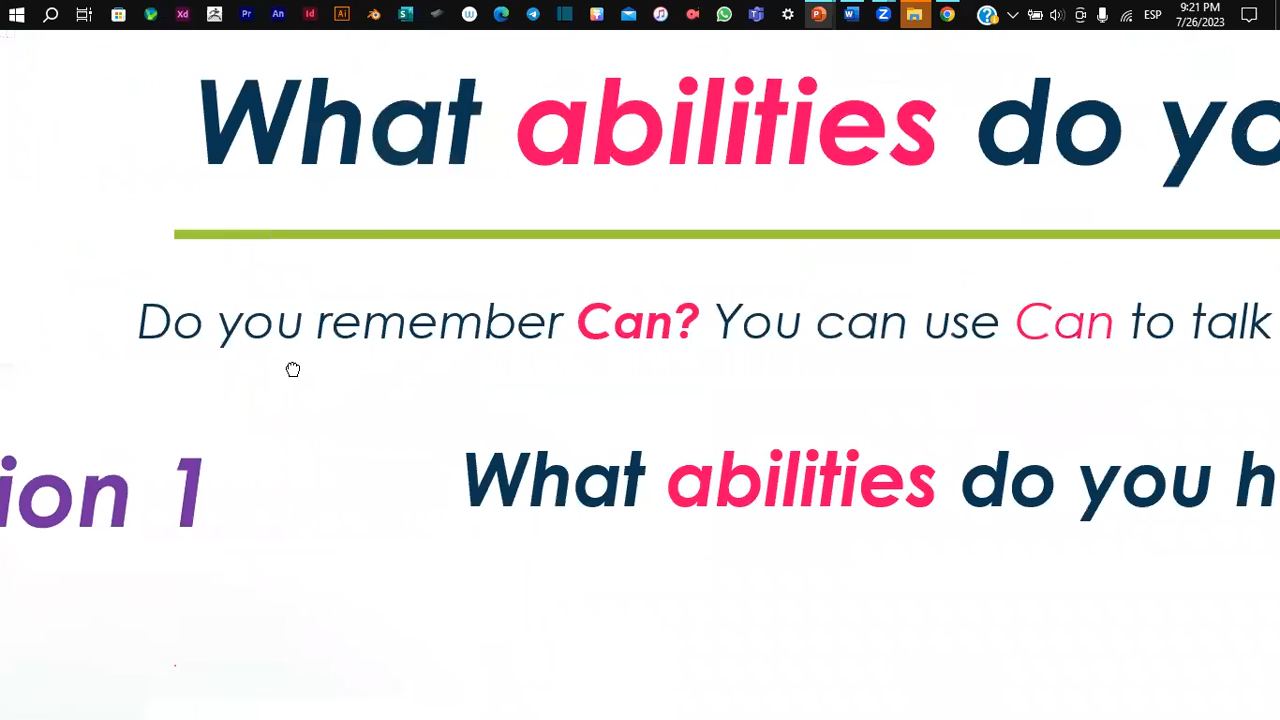 9:21 PM
ESP
7/26/2023
What abilities do yo
Do you remember Can? You can use Can to talk
ion 1
What abilities do you h